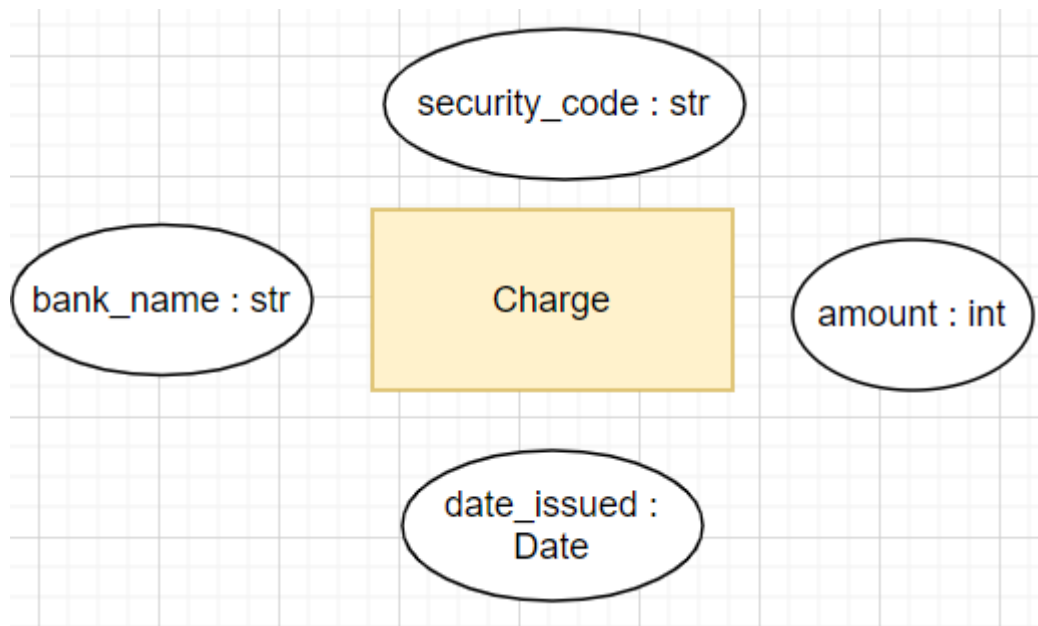 security_code : str
bank_name : str
Charge
amount : int
date_issued :
Date